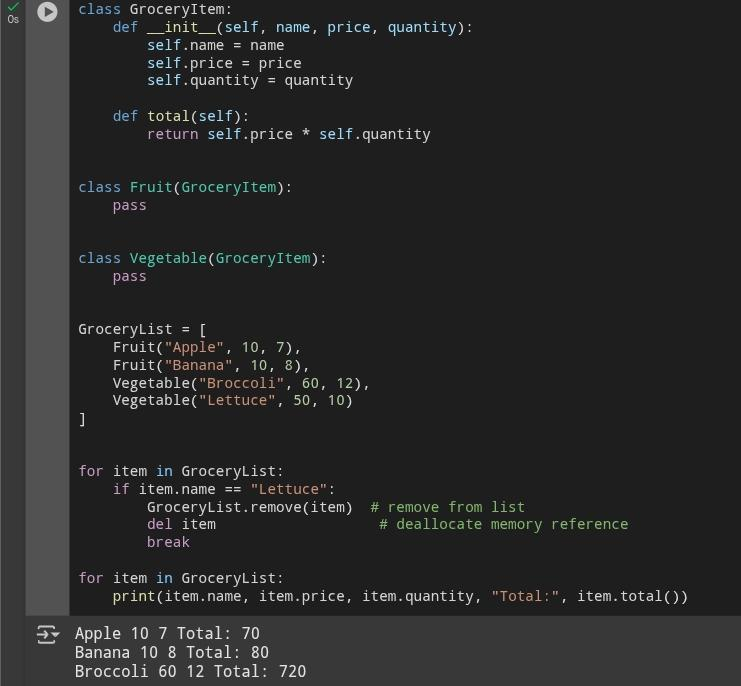 0s
class GroceryItem:
    def __init__(self, name, price, quantity):
        self.name = name
        self.price = price
        self.quantity = quantity

    def total(self):
        return self.price * self.quantity


class Fruit(GroceryItem):
    pass


class Vegetable(GroceryItem):
    pass


GroceryList = [
    Fruit("Apple", 10, 7),
    Fruit("Banana", 10, 8),
    Vegetable("Broccoli", 60, 12),
    Vegetable("Lettuce", 50, 10)
]


for item in GroceryList:
    if item.name == "Lettuce":
        GroceryList.remove(item)  # remove from list
        del item                   # deallocate memory reference
        break

for item in GroceryList:
    print(item.name, item.price, item.quantity, "Total:", item.total())
Apple 10 7 Total: 70
Banana 10 8 Total: 80
Broccoli 60 12 Total: 720